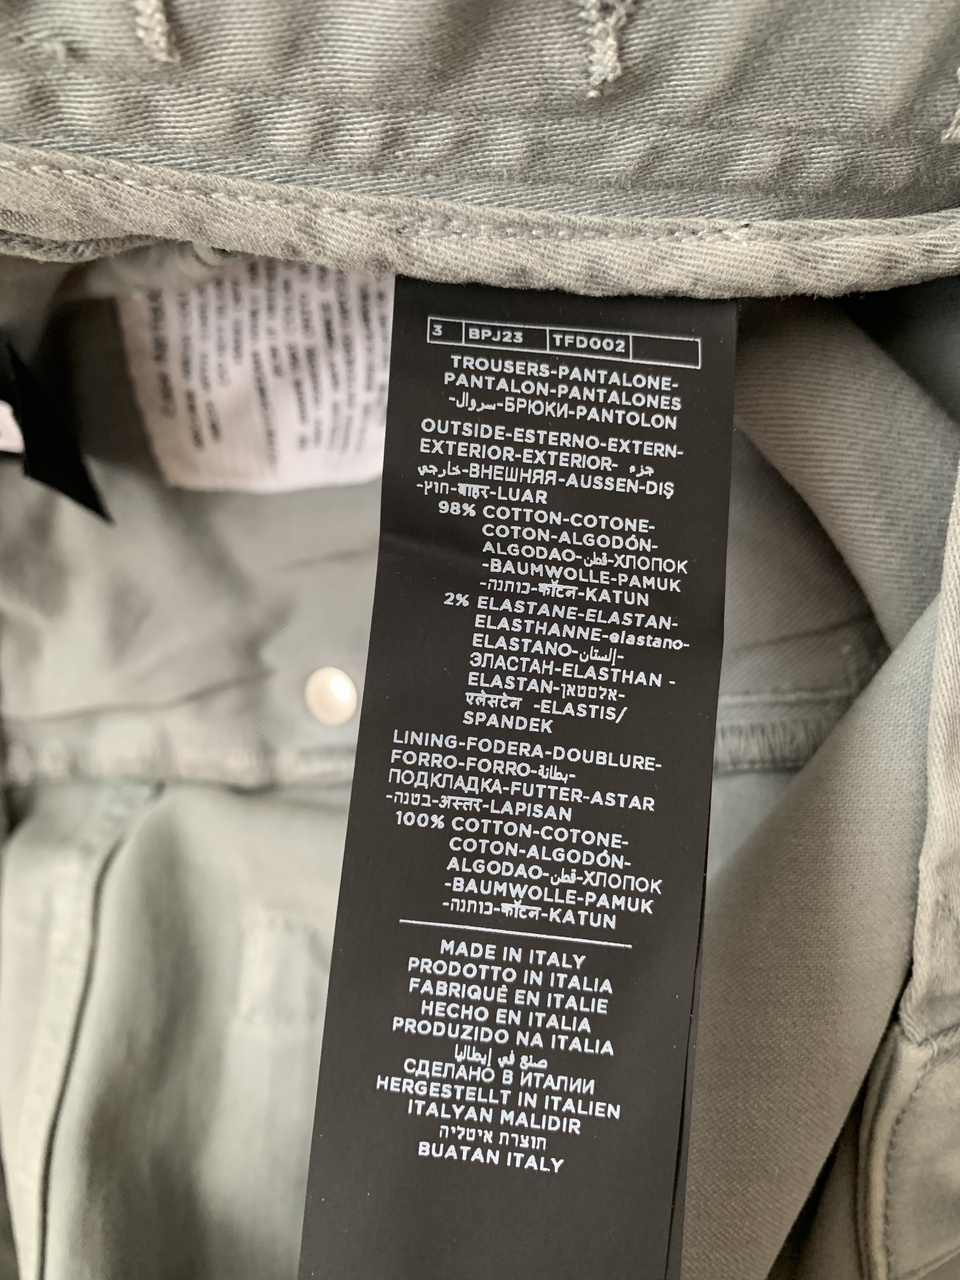 3 BPJ23 TFD002
TROUSERS-PANTALONE-
PANTALON-PANTALONES
-سروال-БРЮКИ-PANTOLON
OUTSIDE-ESTERNO-EXTERN-
EXTERIOR-EXTERIOR- جزء
خارجي-ВНЕШНЯЯ-AUSSEN-DIŞ
-חוץ-बाहर-LUAR
98% COTTON-COTONE-
COTON-ALGODÓN-
ALGODAO-قطن-ХЛОПОК
-BAUMWOLLE-PAMUK
-כותנה-कॉटन-KATUN
2% ELASTANE-ELASTAN-
ELASTHANNE-elastano-
ELASTANO-إلستان-
ЭЛАСТАН-ELASTHAN -
ELASTAN-אלסטאן-
एलेस्टेन -ELASTIS/
SPANDEK
LINING-FODERA-DOUBLURE-
FORRO-FORRO-بطانة-
ПОДКЛАДКА-FUTTER-ASTAR
-בטנה-अस्तर-LAPISAN
100% COTTON-COTONE-
COTON-ALGODÓN-
ALGODAO-قطن-ХЛОПОК
-BAUMWOLLE-PAMUK
-כותנה-कॉटन-KATUN
MADE IN ITALY
PRODOTTO IN ITALIA
FABRIQUÉ EN ITALIE
HECHO EN ITALIA
PRODUZIDO NA ITALIA
صنع في إيطاليا
СДЕЛАНО В ИТАЛИИ
HERGESTELLT IN ITALIEN
ITALYAN MALIDIR
תוצרת איטליה
BUATAN ITALY